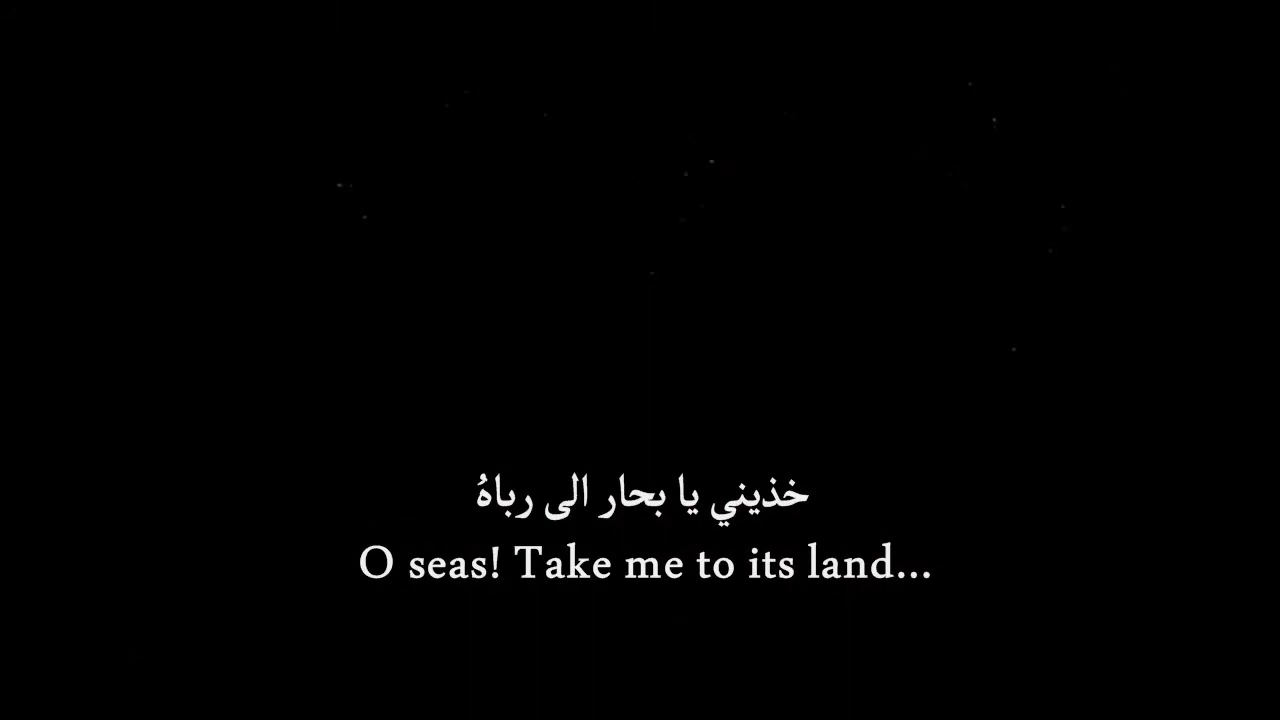 خذيني يا بحار الى رباهُ
O seas! Take me to its land...